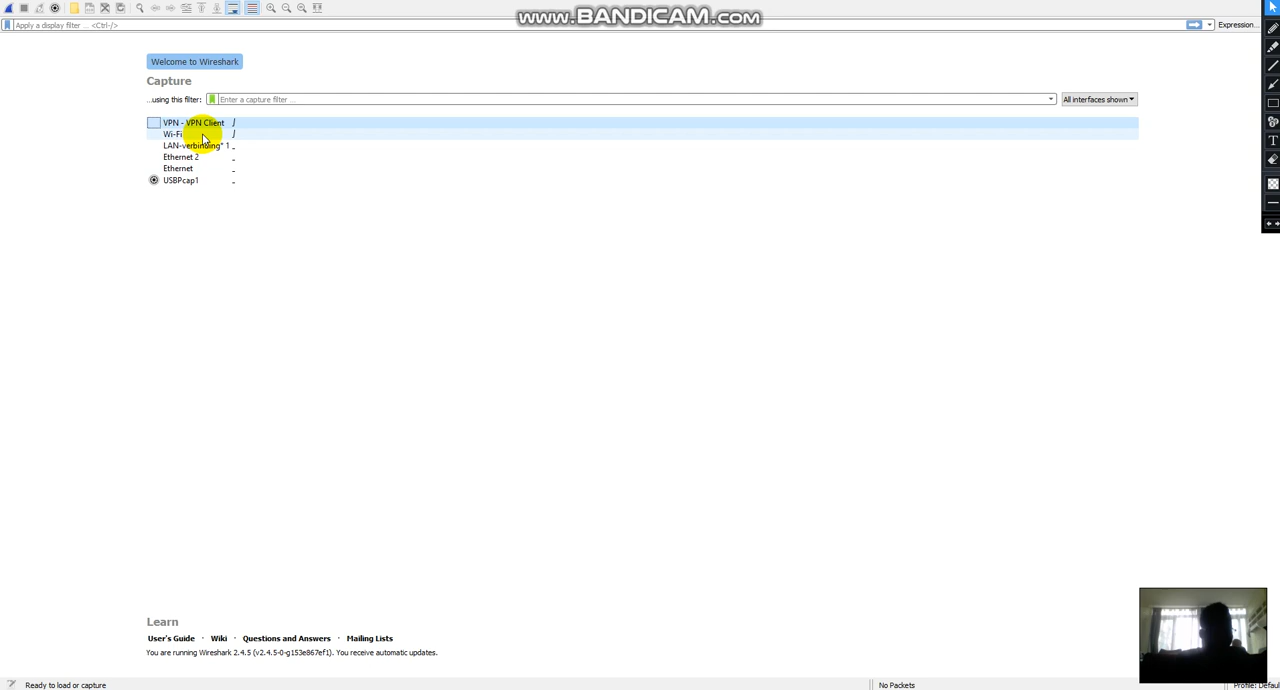 www.BANDICAM.com
Apply a display filter ... <Ctrl-/>
Expression...
Welcome to Wireshark
Capture
...using this filter:
Enter a capture filter ...
All interfaces shown
VPN - VPN Client
Wi-Fi
LAN-verbinding* 1
Ethernet 2
Ethernet
USBPcap1
Learn
User's Guide · Wiki · Questions and Answers · Mailing Lists
You are running Wireshark 2.4.5 (v2.4.5-0-g153e867ef1). You receive automatic updates.
Ready to load or capture
No Packets
Profile: Defau